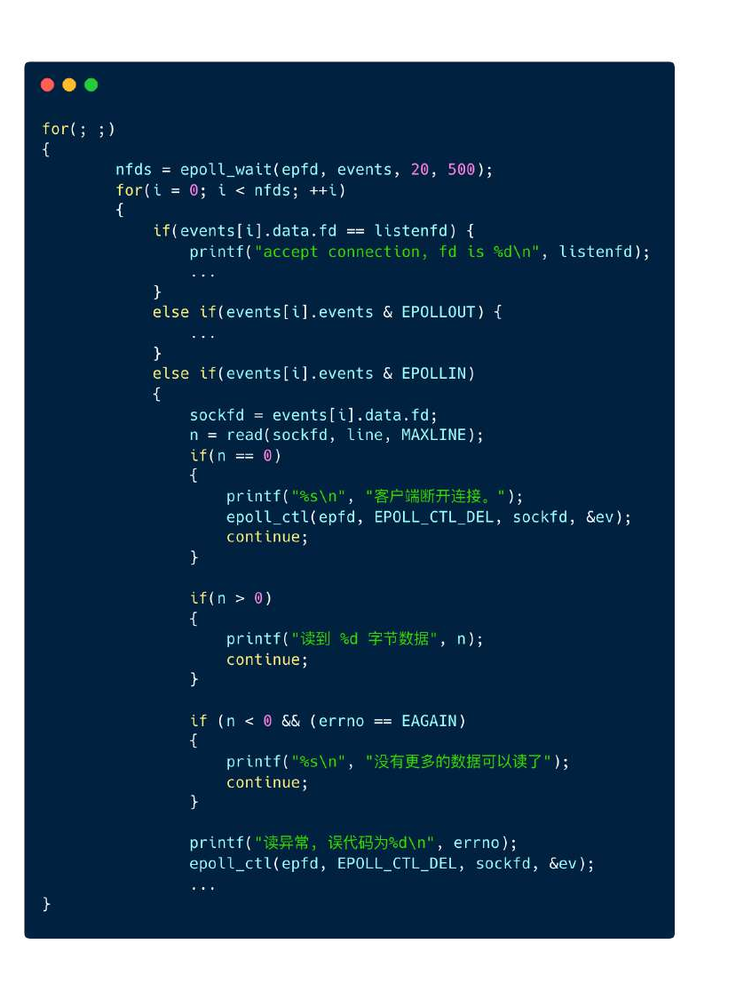 for(; ;)
{
nfds = epoll_wait(epfd, events, 20, 500);
for(i = 0; i < nfds; ++i)
{
if(events[i].data.fd == listenfd) {
printf("accept connection, fd is %d\n", listenfd);
...
}
else if(events[i].events & EPOLLOUT) {
...
}
else if(events[i].events & EPOLLIN)
{
sockfd = events[i].data.fd;
n = read(sockfd, line, MAXLINE);
if(n == 0)
{
printf("%s\n", "客户端断开连接。");
epoll_ctl(epfd, EPOLL_CTL_DEL, sockfd, &ev);
continue;
}
if(n > 0)
{
printf("读到 %d 字节数据", n);
continue;
}
if (n < 0 && (errno == EAGAIN)
{
printf("%s\n", "没有更多的数据可以读了");
continue;
}
printf("读异常, 误代码为%d\n", errno);
epoll_ctl(epfd, EPOLL_CTL_DEL, sockfd, &ev);
...
}